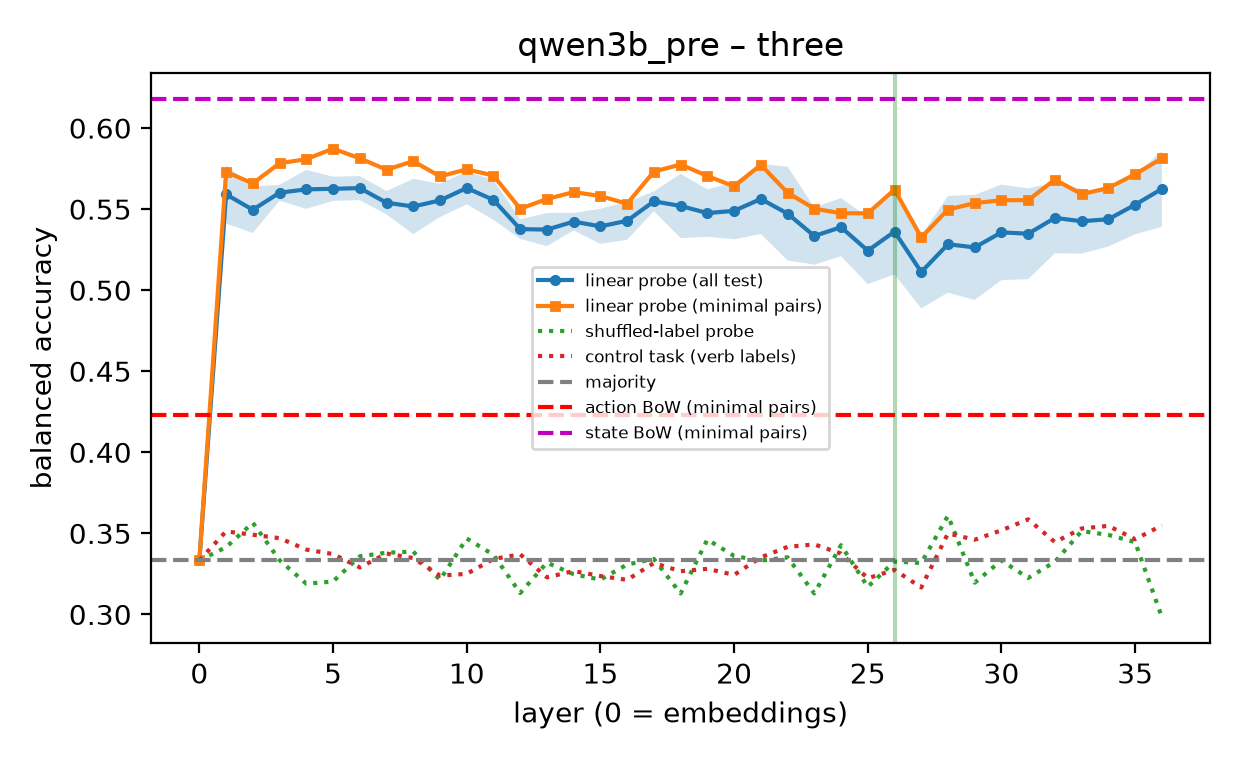 qwen3b_pre – three
balanced accuracy
0.60
0.55
0.50
0.45
0.40
0.35
0.30
linear probe (all test)
linear probe (minimal pairs)
shuffled-label probe
control task (verb labels)
majority
action BoW (minimal pairs)
state BoW (minimal pairs)
0 5 10 15 20 25 30 35
layer (0 = embeddings)